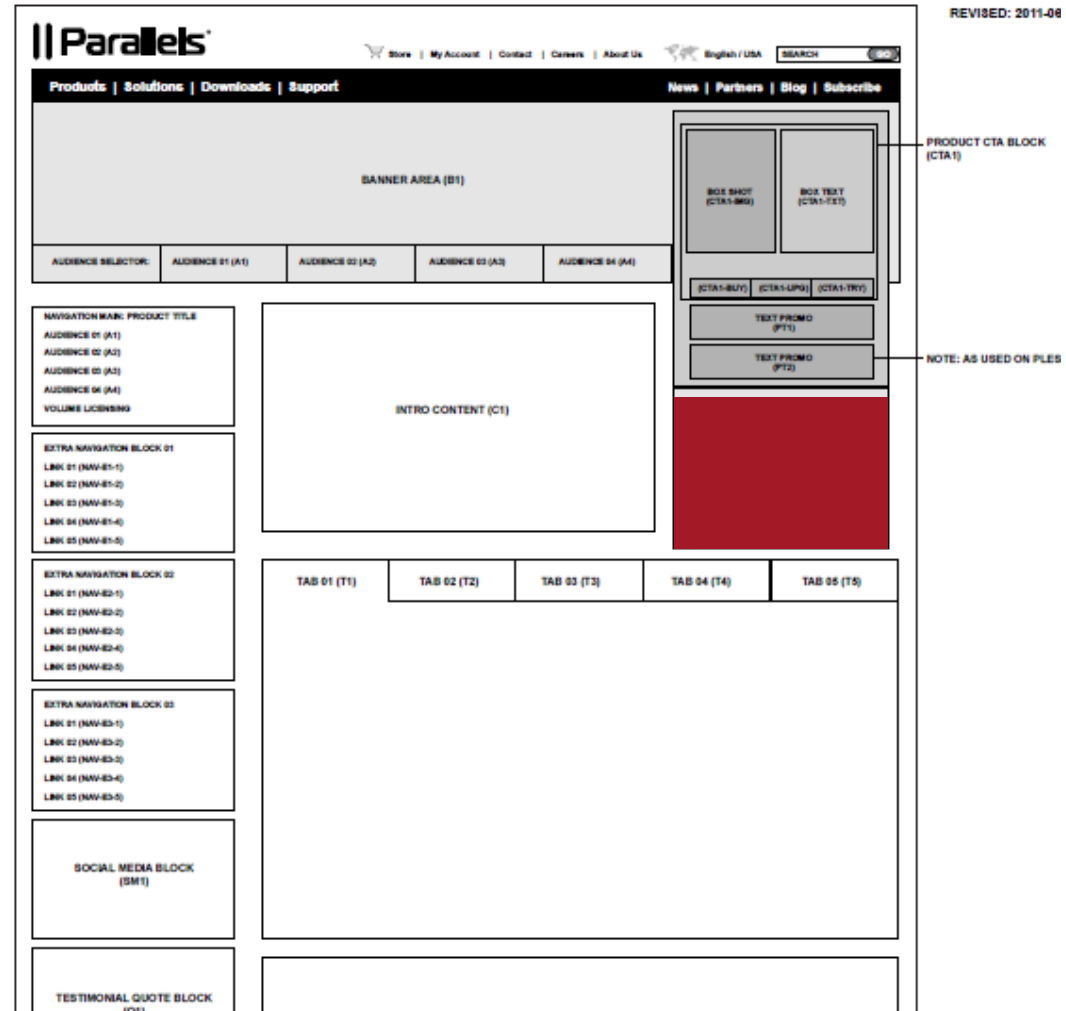 REVISED: 2011-06
|| Parallels
Store | My Account | Contact | Careers | About Us
English / USA
SEARCH
GO
Products | Solutions | Downloads | Support
News | Partners | Blog | Subscribe
BANNER AREA (B1)
BOX SHOT
(CTA1-IMG)
BOX TEXT
(CTA1-TXT)
PRODUCT CTA BLOCK
(CTA1)
AUDIENCE SELECTOR:
AUDIENCE 01 (A1)
AUDIENCE 02 (A2)
AUDIENCE 03 (A3)
AUDIENCE 04 (A4)
(CTA1-BUY)
(CTA1-UPG)
(CTA1-TRY)
TEXT PROMO
(PT1)
TEXT PROMO
(PT2)
NOTE: AS USED ON PLES
NAVIGATION MAIN: PRODUCT TITLE
AUDIENCE 01 (A1)
AUDIENCE 02 (A2)
AUDIENCE 03 (A3)
AUDIENCE 04 (A4)
VOLUME LICENSING
INTRO CONTENT (C1)
EXTRA NAVIGATION BLOCK 01
LINK 01 (NAV-E1-1)
LINK 02 (NAV-E1-2)
LINK 03 (NAV-E1-3)
LINK 04 (NAV-E1-4)
LINK 05 (NAV-E1-5)
EXTRA NAVIGATION BLOCK 02
LINK 01 (NAV-E2-1)
LINK 02 (NAV-E2-2)
LINK 03 (NAV-E2-3)
LINK 04 (NAV-E2-4)
LINK 05 (NAV-E2-5)
TAB 01 (T1)
TAB 02 (T2)
TAB 03 (T3)
TAB 04 (T4)
TAB 05 (T5)
EXTRA NAVIGATION BLOCK 03
LINK 01 (NAV-E3-1)
LINK 02 (NAV-E3-2)
LINK 03 (NAV-E3-3)
LINK 04 (NAV-E3-4)
LINK 05 (NAV-E3-5)
SOCIAL MEDIA BLOCK
(SM1)
TESTIMONIAL QUOTE BLOCK